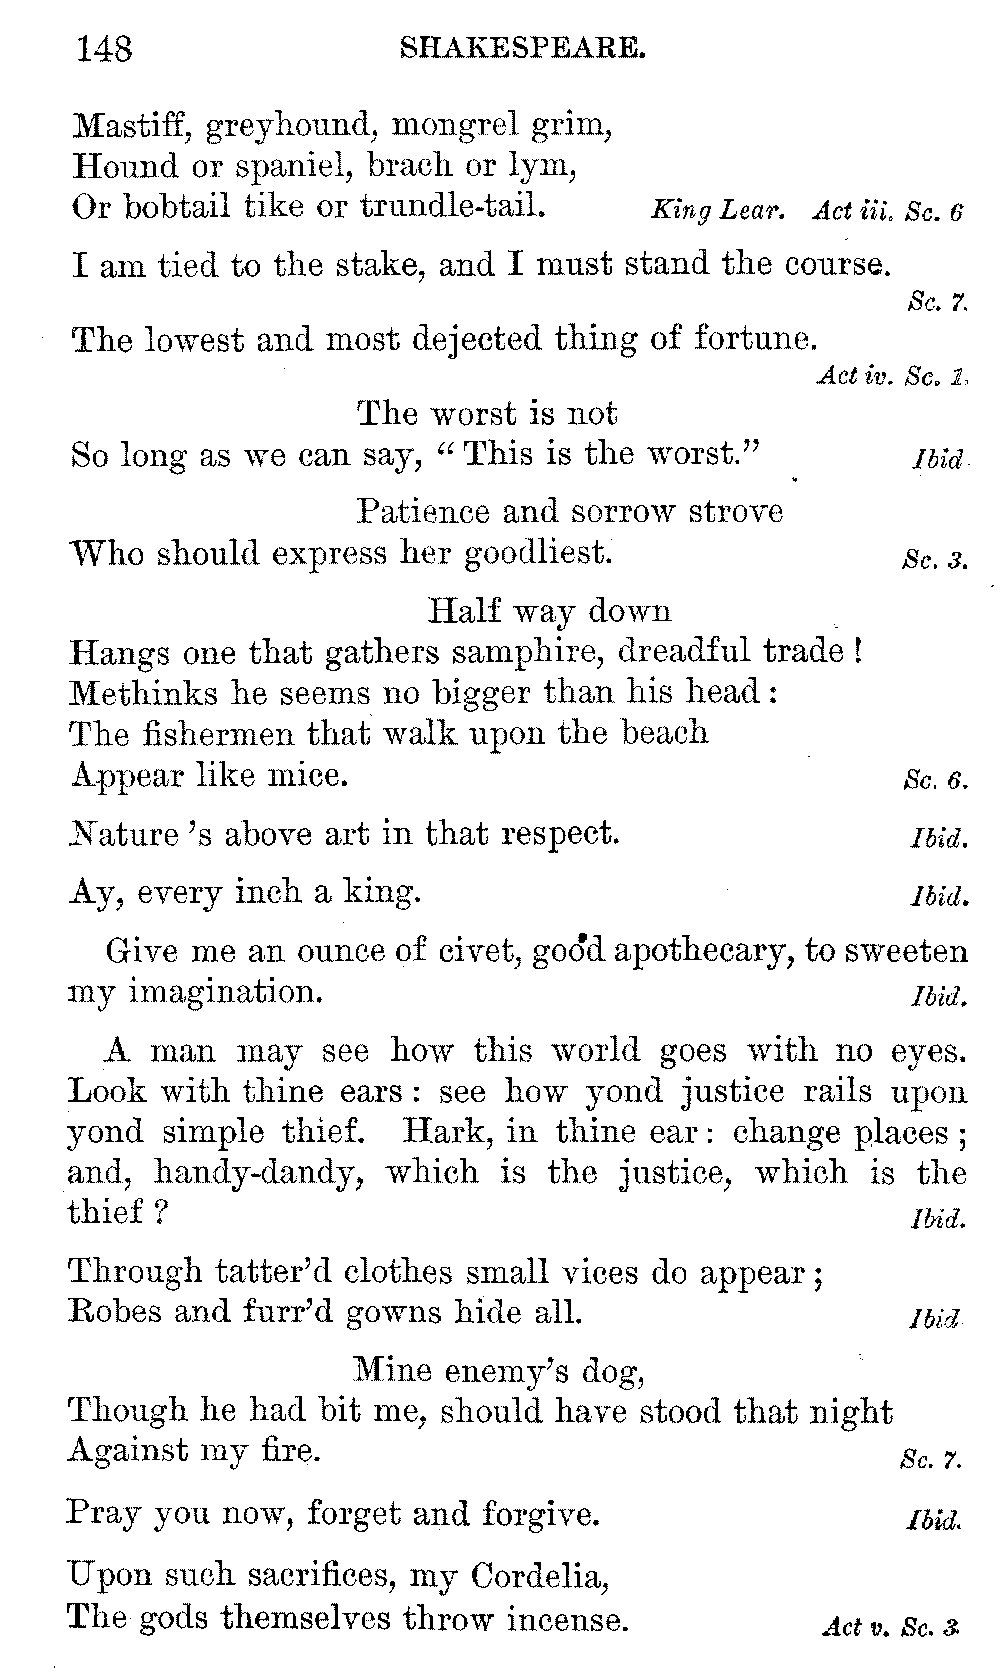 148 SHAKESPEARE.
Mastiff, greyhound, mongrel grim,
Hound or spaniel, brach or lym,
Or bobtail tike or trundle-tail. King Lear. Act iii. Sc. 6
I am tied to the stake, and I must stand the course.
Sc. 7.
The lowest and most dejected thing of fortune.
Act iv. Sc. 1.
The worst is not
So long as we can say, “ This is the worst.” Ibid.
Patience and sorrow strove
Who should express her goodliest. Sc. 3.
Half way down
Hangs one that gathers samphire, dreadful trade !
Methinks he seems no bigger than his head :
The fishermen that walk upon the beach
Appear like mice. Sc. 6.
Nature 's above art in that respect. Ibid.
Ay, every inch a king. Ibid.
Give me an ounce of civet, good apothecary, to sweeten
my imagination. Ibid.
A man may see how this world goes with no eyes.
Look with thine ears : see how yond justice rails upon
yond simple thief. Hark, in thine ear : change places ;
and, handy-dandy, which is the justice, which is the
thief ? Ibid.
Through tatter'd clothes small vices do appear ;
Robes and furr'd gowns hide all. Ibid
Mine enemy's dog,
Though he had bit me, should have stood that night
Against my fire. Sc. 7.
Pray you now, forget and forgive. Ibid.
Upon such sacrifices, my Cordelia,
The gods themselves throw incense. Act v. Sc. 3.